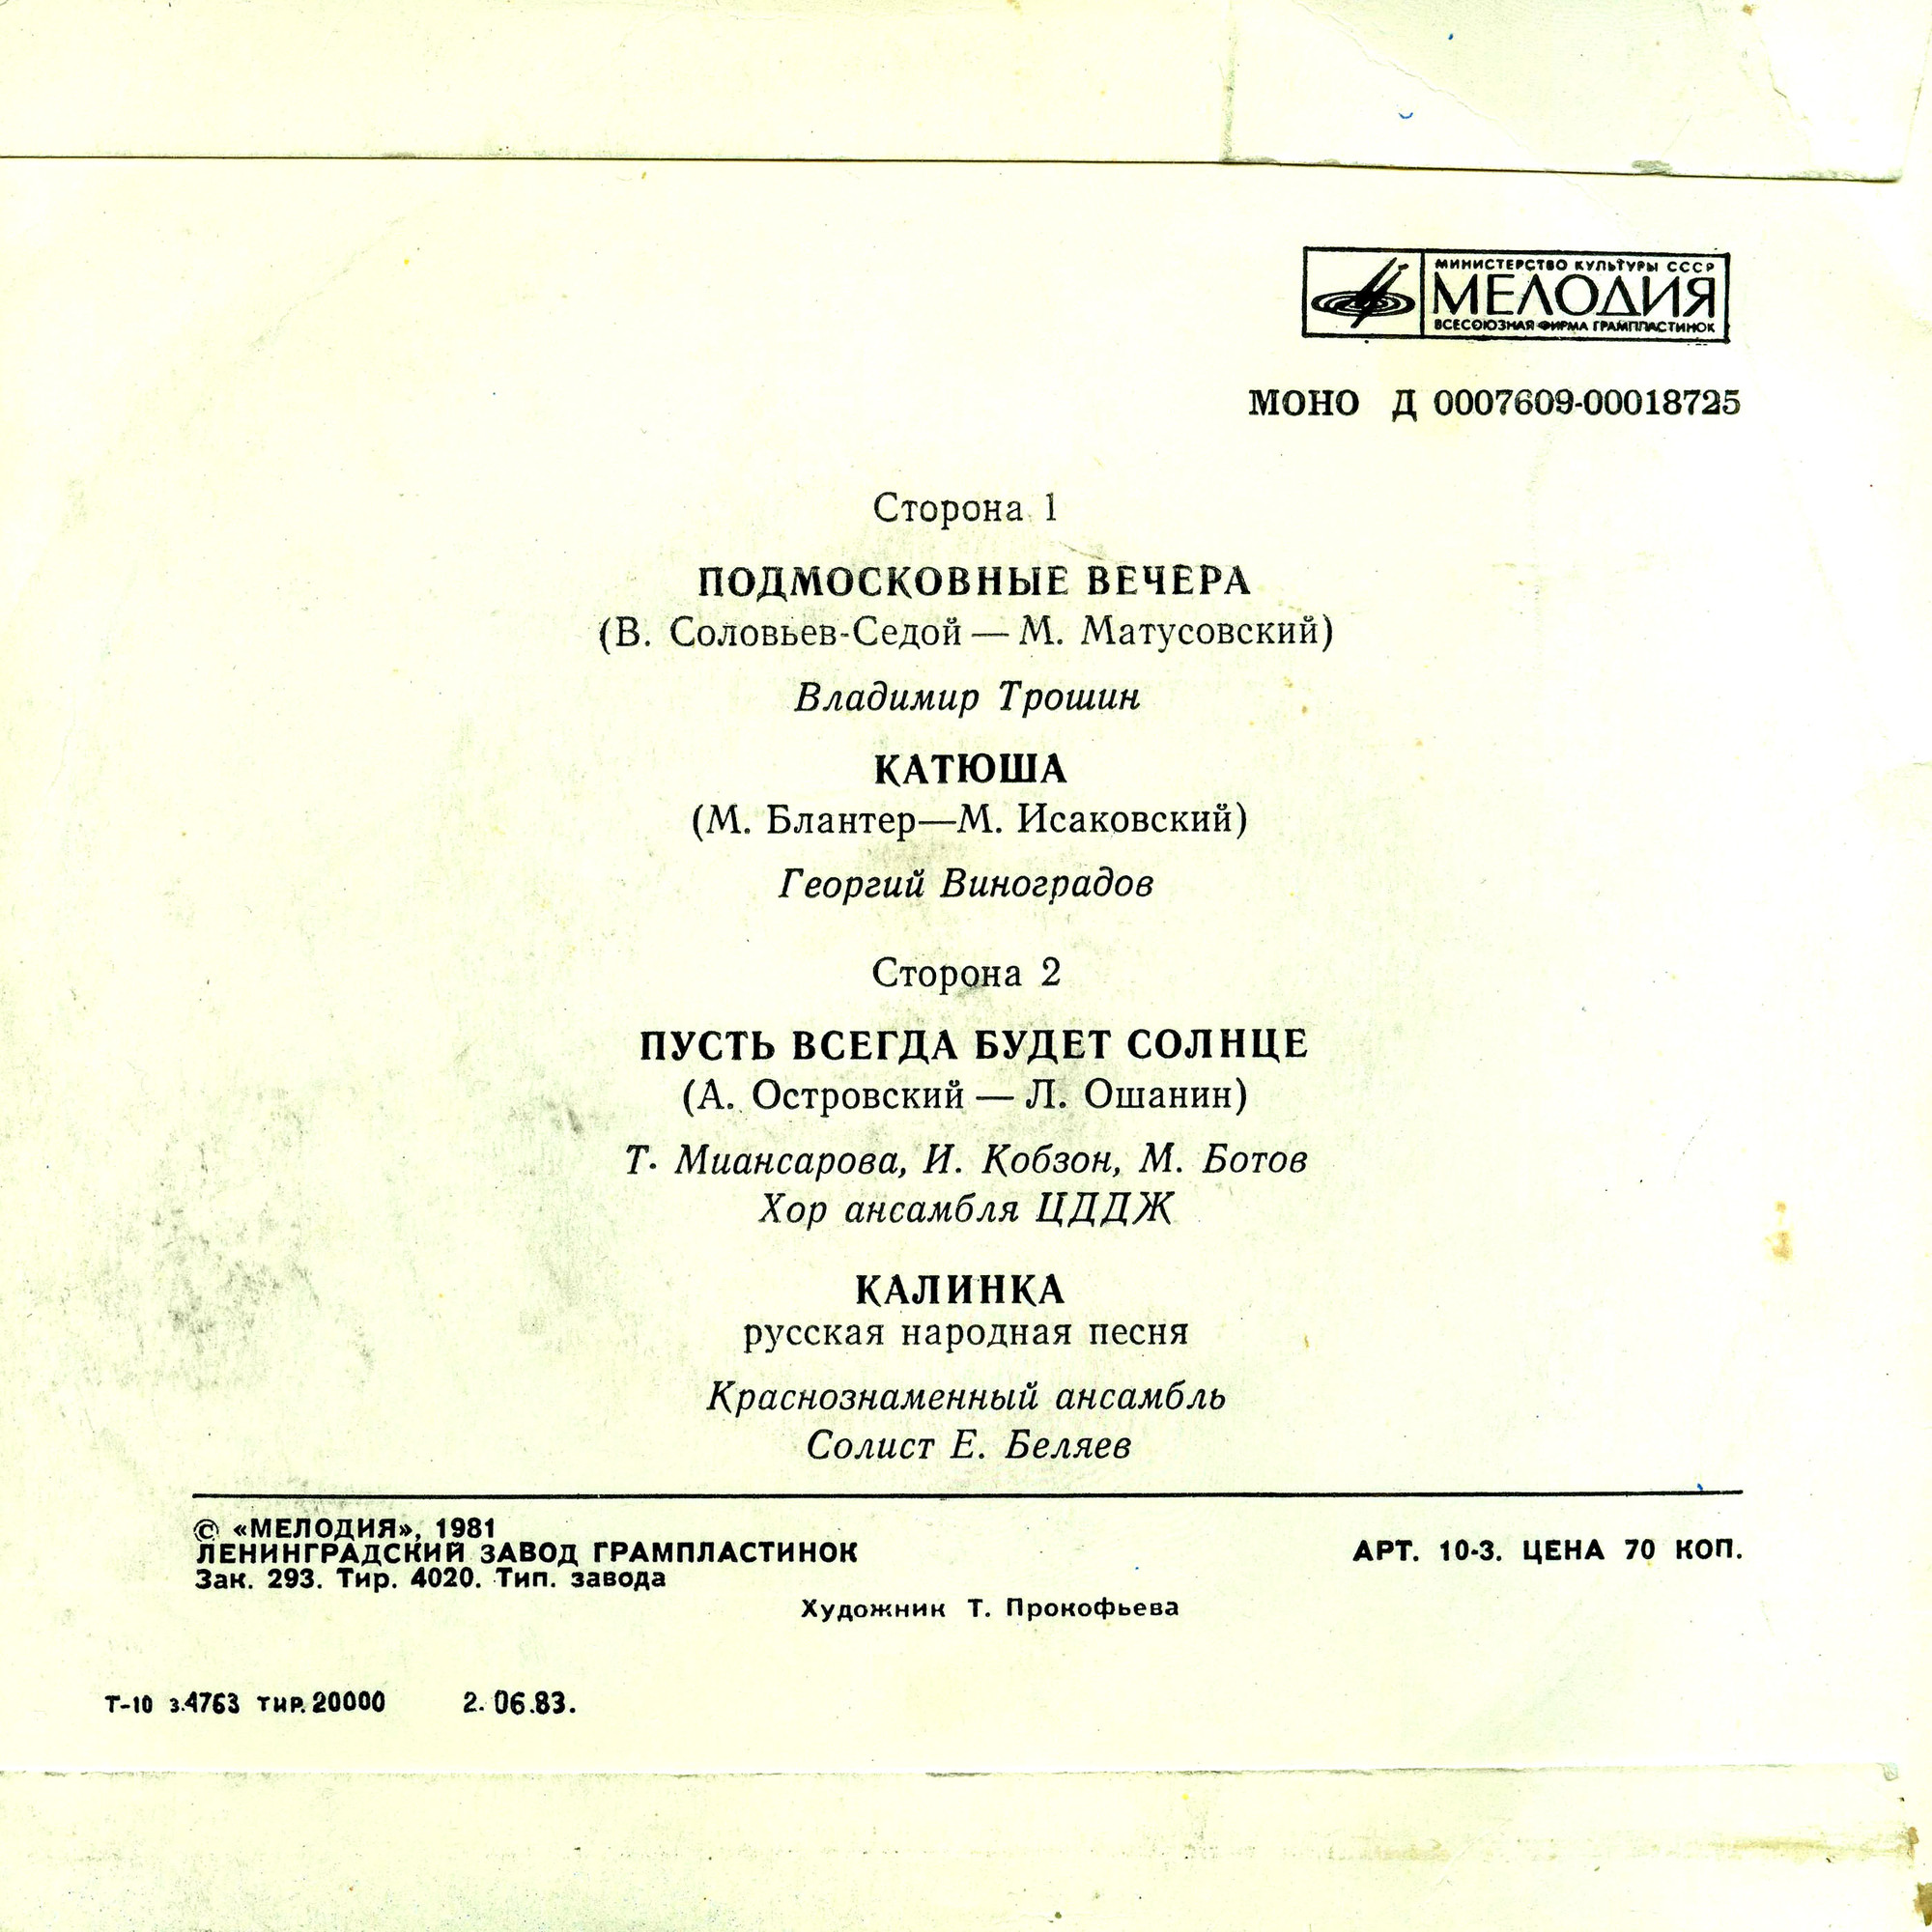 МИНИСТЕРСТВО КУЛЬТУРЫ СССР
МЕЛОДИЯ
ВСЕСОЮЗНАЯ ФИРМА ГРАМПЛАСТИНОК
МОНО Д 0007609-00018725
Сторона 1
ПОДМОСКОВНЫЕ ВЕЧЕРА
(В. Соловьев-Седой — М. Матусовский)
Владимир Трошин
КАТЮША
(М. Блантер—М. Исаковский)
Георгий Виноградов
Сторона 2
ПУСТЬ ВСЕГДА БУДЕТ СОЛНЦЕ
(А. Островский — Л. Ошанин)
Т. Миансарова, И. Кобзон, М. Ботов
Хор ансамбля ЦДДЖ
КАЛИНКА
русская народная песня
Краснознаменный ансамбль
Солист Е. Беляев
© «МЕЛОДИЯ», 1981
ЛЕНИНГРАДСКИЙ ЗАВОД ГРАМПЛАСТИНОК
Зак. 293. Тир. 4020. Тип. завода
АРТ. 10-3. ЦЕНА 70 КОП.
Художник Т. Прокофьева
Т-10 з.4763 тир.20000 2.06.83.